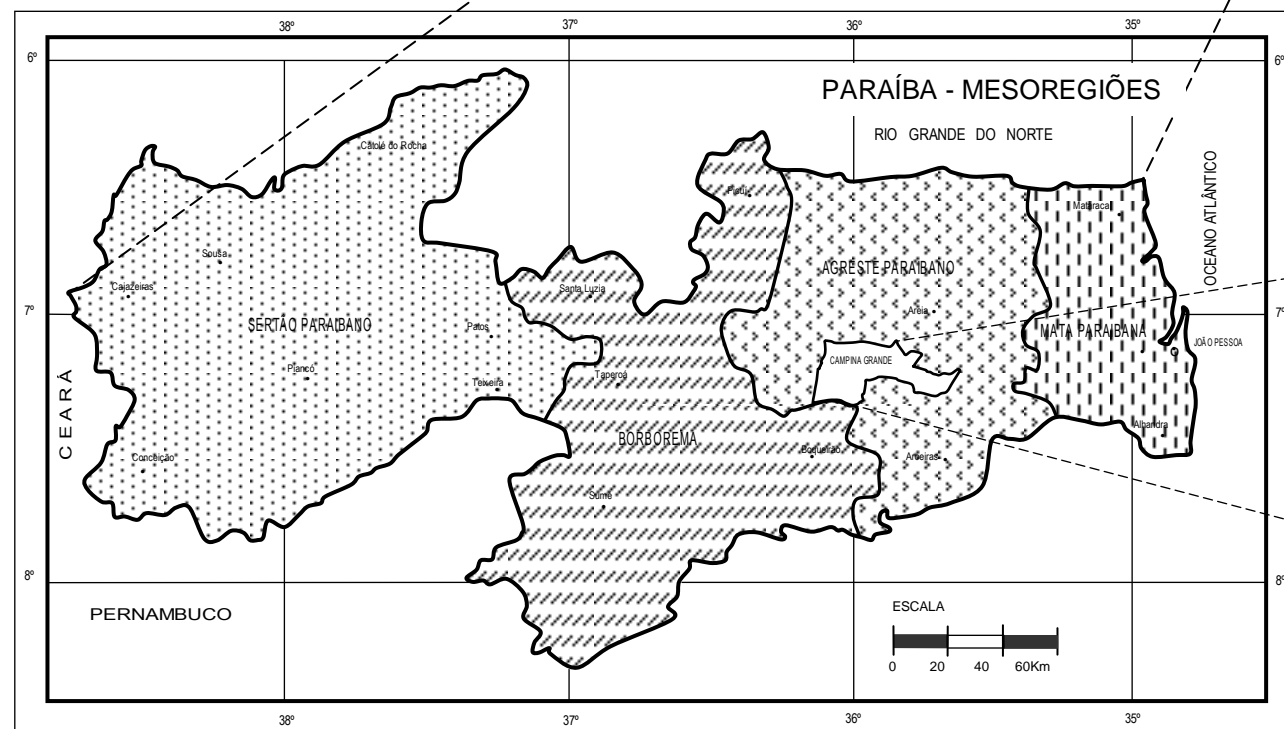 38º 37º 36º 35º
6º 6º
PARAÍBA - MESOREGIÕES
RIO GRANDE DO NORTE
OCEANO ATLÂNTICO
Catolé do Rocha
Picuí
Mataraca
Sousa
AGRESTE PARAIBANO
Cajazeiras
Santa Luzia
Areia
7º 7º
SERTÃO PARAIBANO
Patos
MATA PARAIBANA
JOÃO PESSOA
CAMPINA GRANDE
Piancó
Teixeira
Taperoá
CEARÁ
BORBOREMA
Alhandra
Conceição
Boqueirão
Aroeiras
Sumé
8º 8º
PERNAMBUCO
ESCALA
0 20 40 60Km
38º 37º 36º 35º